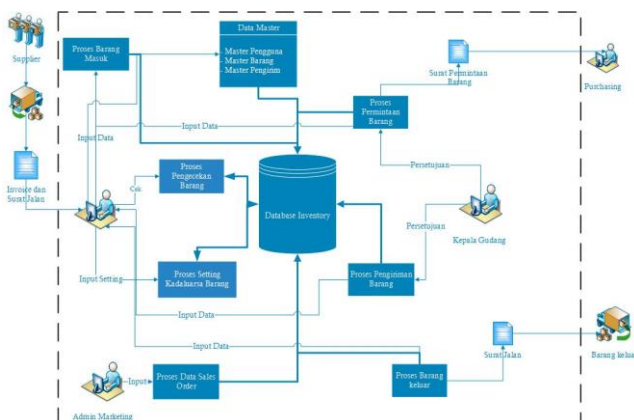 Data Master
- Master Pengguna
- Master Barang
- Master Pengirim
Proses Barang
Masuk
Supplier
Surat Permintaan
Barang
Purchasing
Proses
Permintaan
Barang
Input Data
Input Data
Invoice dan
Surat Jalan
Cek
Proses
Pengecekan
Barang
Database Inventory
Persetujuan
Kepala Gudang
Persetujuan
Input Setting
Proses Setting
Kadaluarsa Barang
Proses Pengiriman
Barang
Input Data
Input Data
Surat Jalan
Barang keluar
Input
Proses Data Sales
Order
Proses Barang
keluar
Admin Marketing